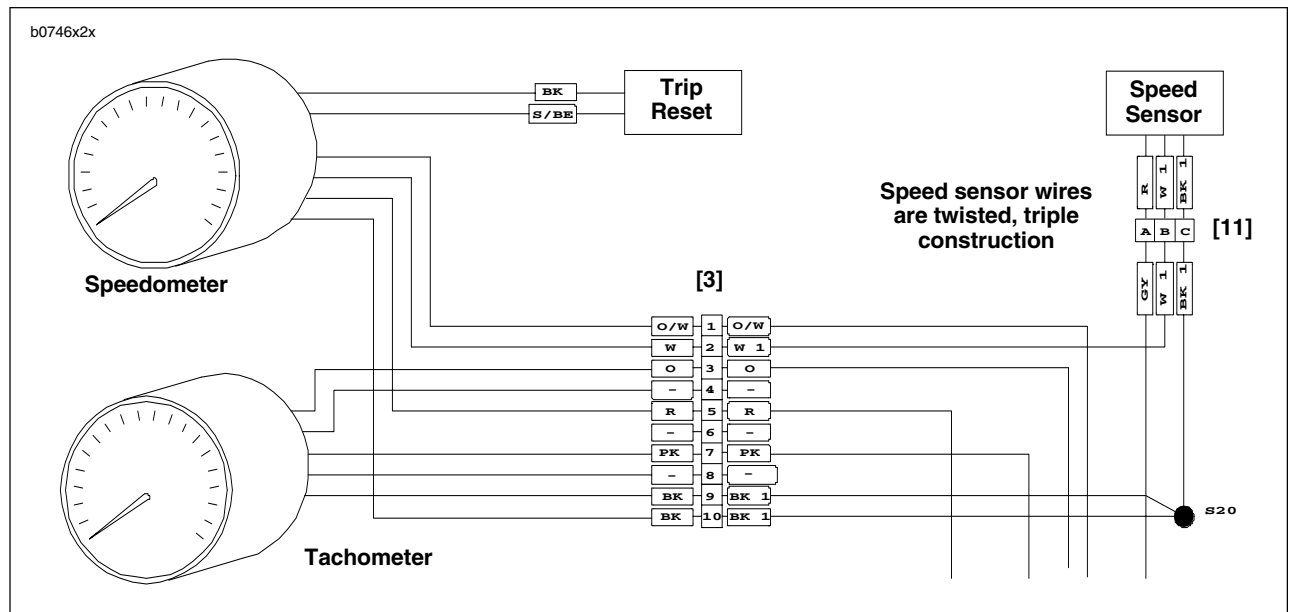 b0746x2x
BK
S/BE
Trip
Reset
Speed
Sensor
R
W 1
BK 1
Speed sensor wires
are twisted, triple
construction
A B C
[11]
GY
W 1
BK 1
Speedometer
[3]
O/W 1 O/W
W 2 W 1
O 3 O
- 4 -
R 5 R
- 6 -
PK 7 PK
- 8 -
BK 9 BK 1
BK 10 BK 1
S20
Tachometer